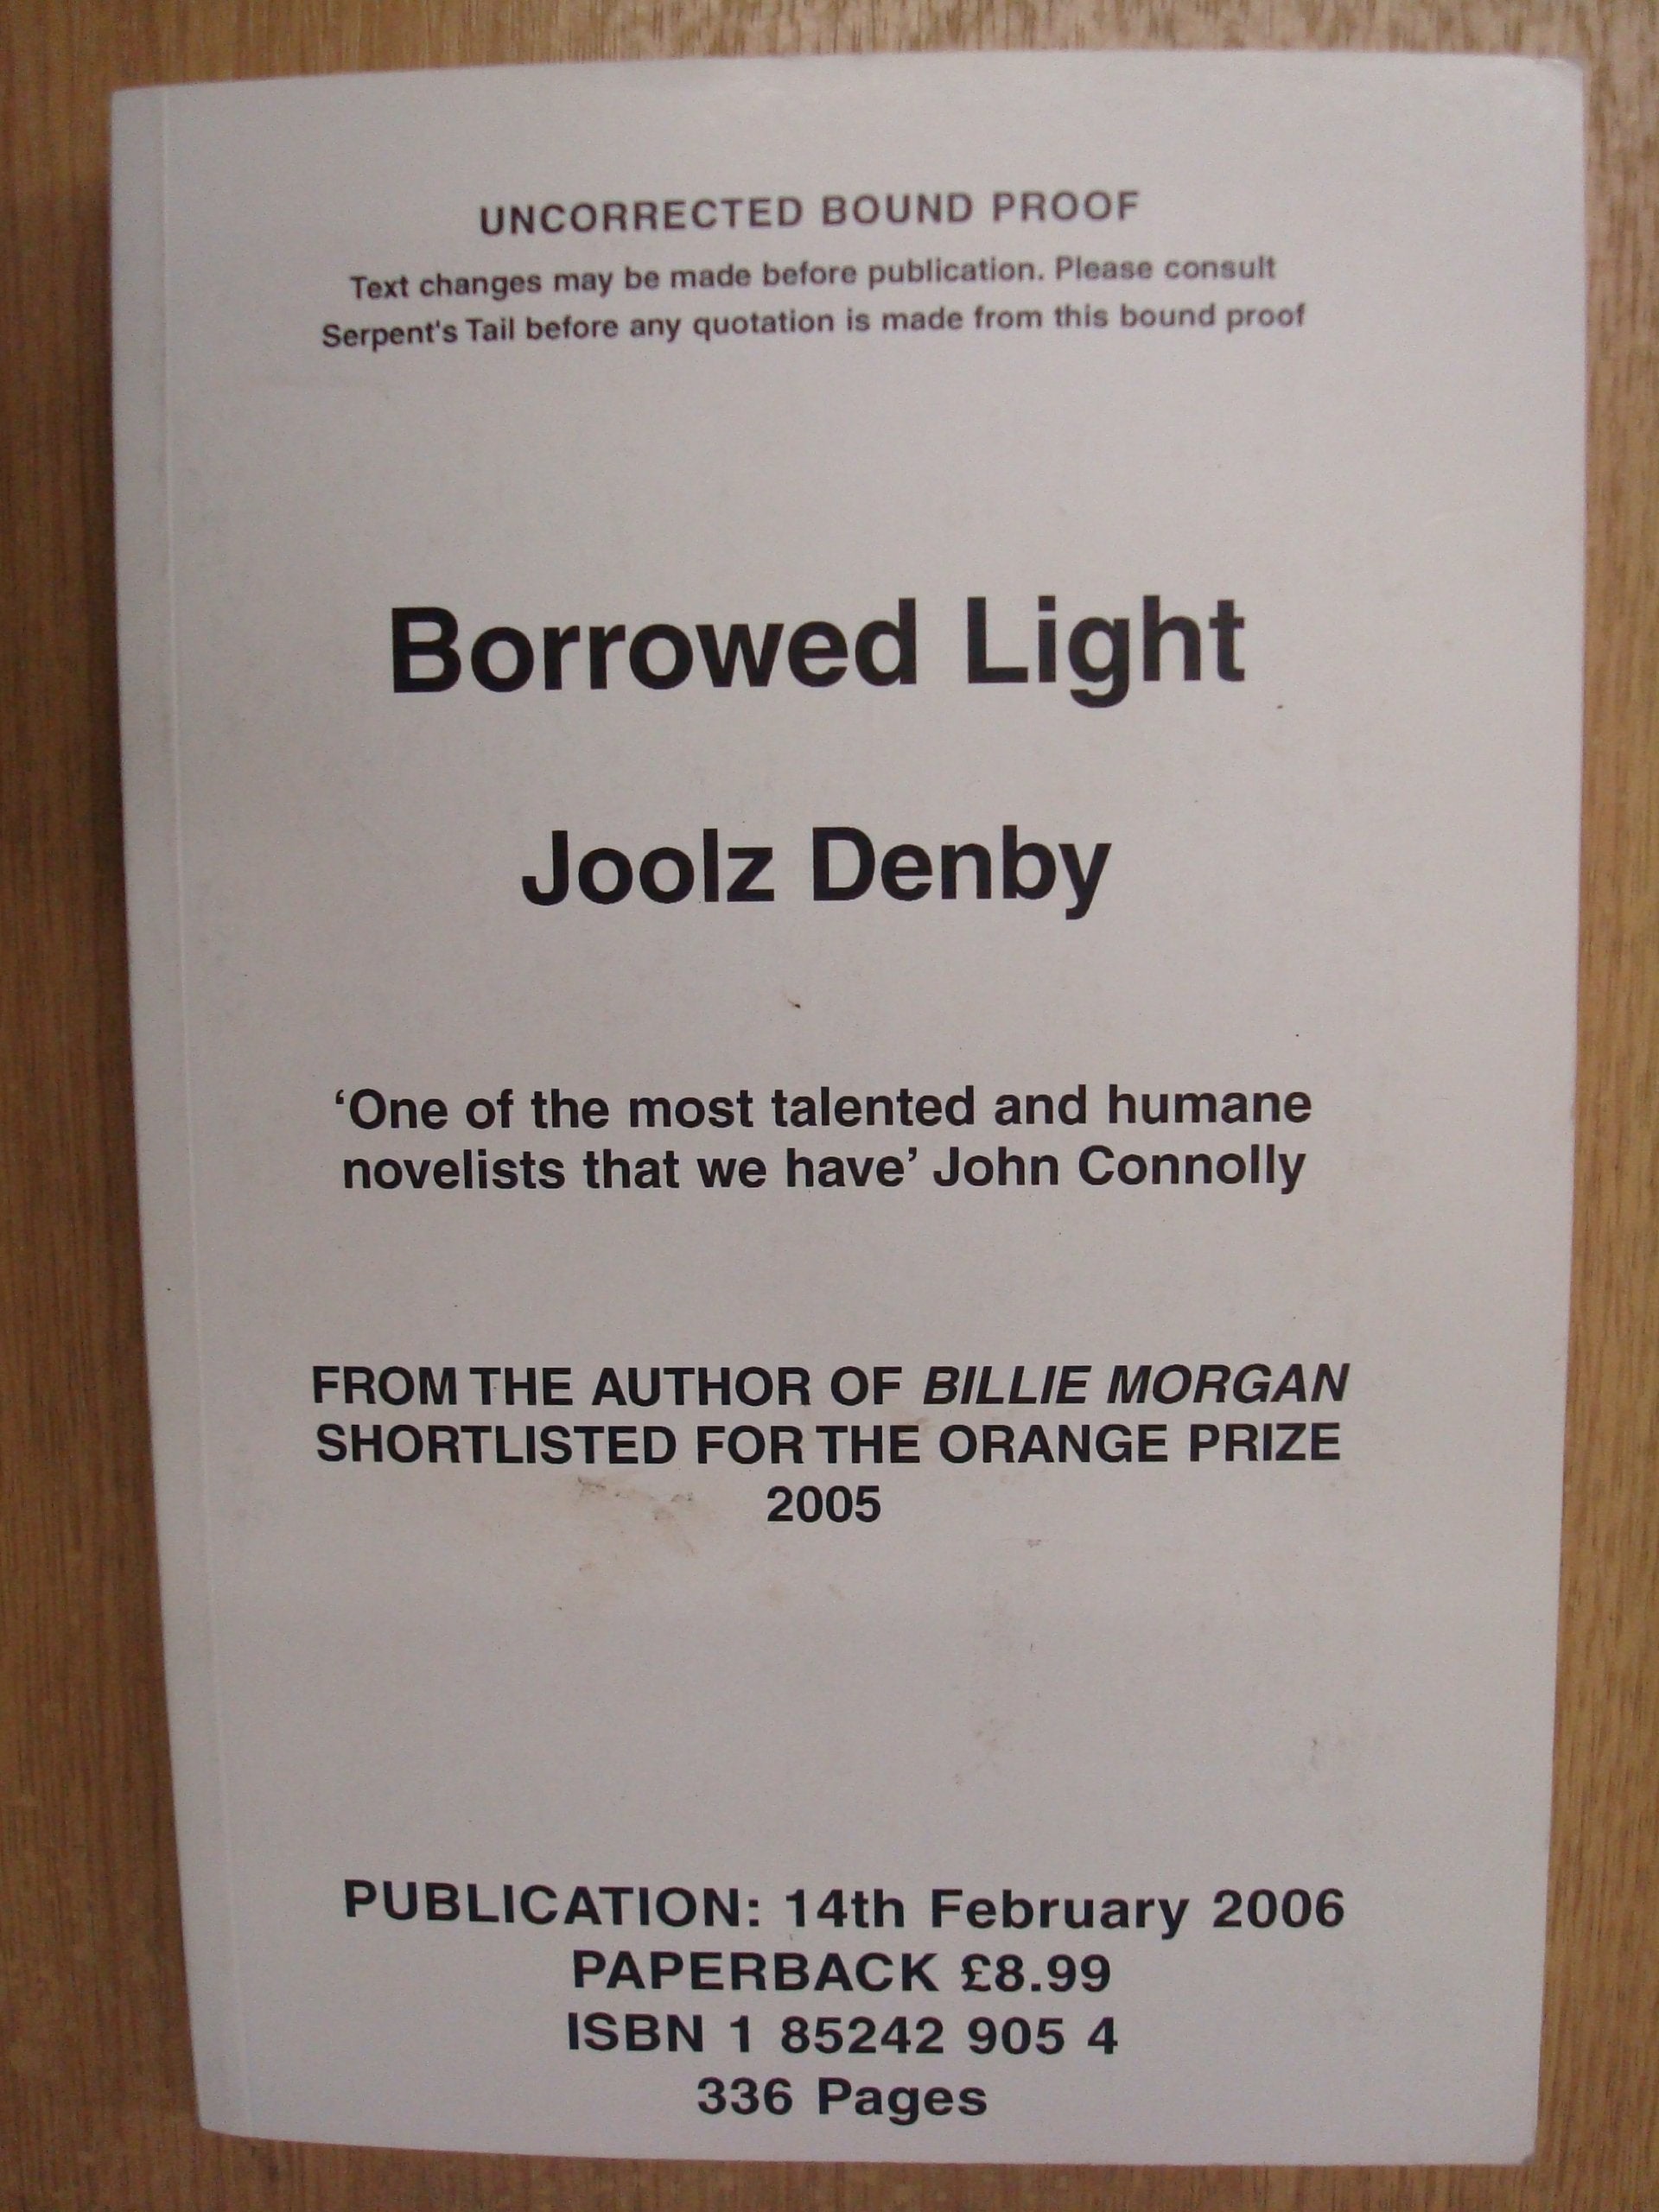 UNCORRECTED BOUND PROOF
Text changes may be made before publication. Please consult
Serpent's Tail before any quotation is made from this bound proof
Borrowed Light
Joolz Denby
‘One of the most talented and humane
novelists that we have’ John Connolly
FROM THE AUTHOR OF BILLIE MORGAN
SHORTLISTED FOR THE ORANGE PRIZE
2005
PUBLICATION: 14th February 2006
PAPERBACK £8.99
ISBN 1 85242 905 4
336 Pages